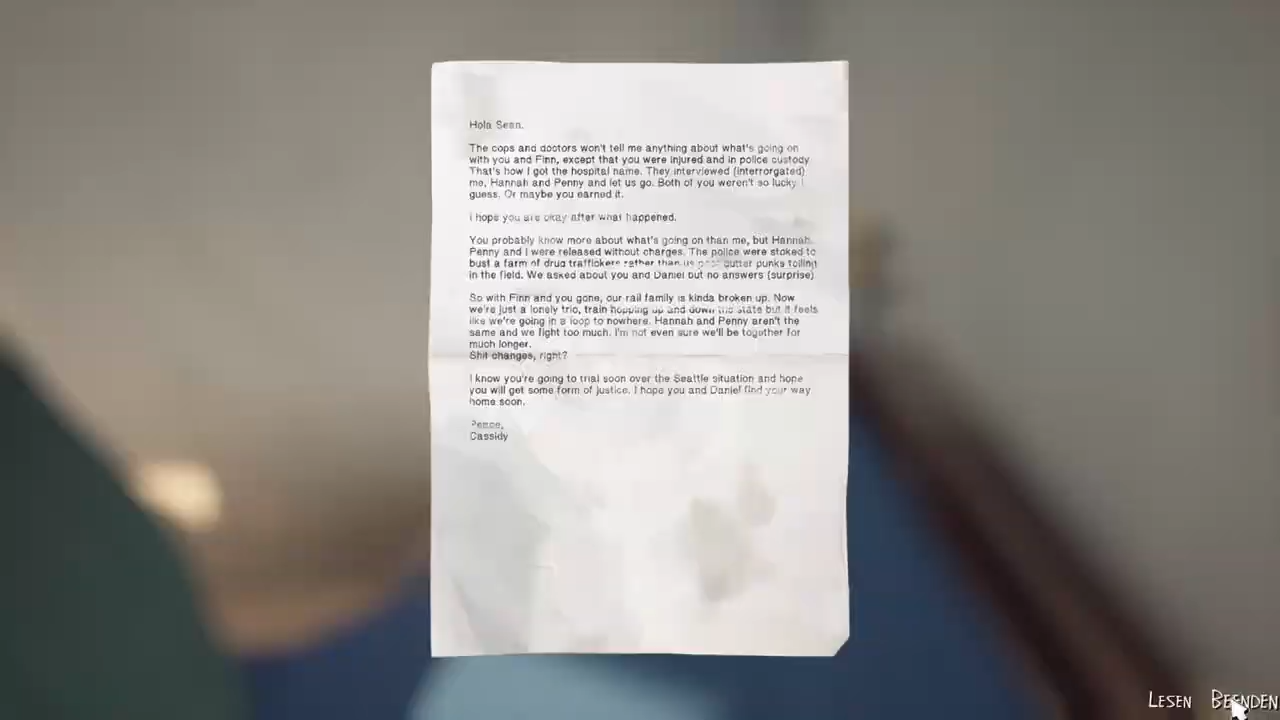 Hola Sean.
The cops and doctors won't tell me anything about what's going on
with you and Finn, except that you were injured and in police custody
That's how I got the hospital name. They interviewed (interrorgated)
me, Hannah and Penny and let us go. Both of you weren't so lucky I
guess. Or maybe you earned it.
I hope you are okay after what happened.
You probably know more about what's going on than me, but Hannah.
Penny and I were released without charges. The police were stoked to
bust a farm of drug traffickers rather than us poor gutter punks toiling
in the field. We asked about you and Daniel but no answers (surprise)
So with Finn and you gone, our rail family is kinda broken up. Now
we're just a lonely trio, train hopping up and down the state but it feels
like we're going in a loop to nowhere. Hannah and Penny aren't the
same and we fight too much. I'm not even sure we'll be together for
much longer.
Shit changes, right?
I know you're going to trial soon over the Seattle situation and hope
you will get some form of justice. I hope you and Daniel find your way
home soon.
Peace,
Cassidy
LESEN BEENDEN